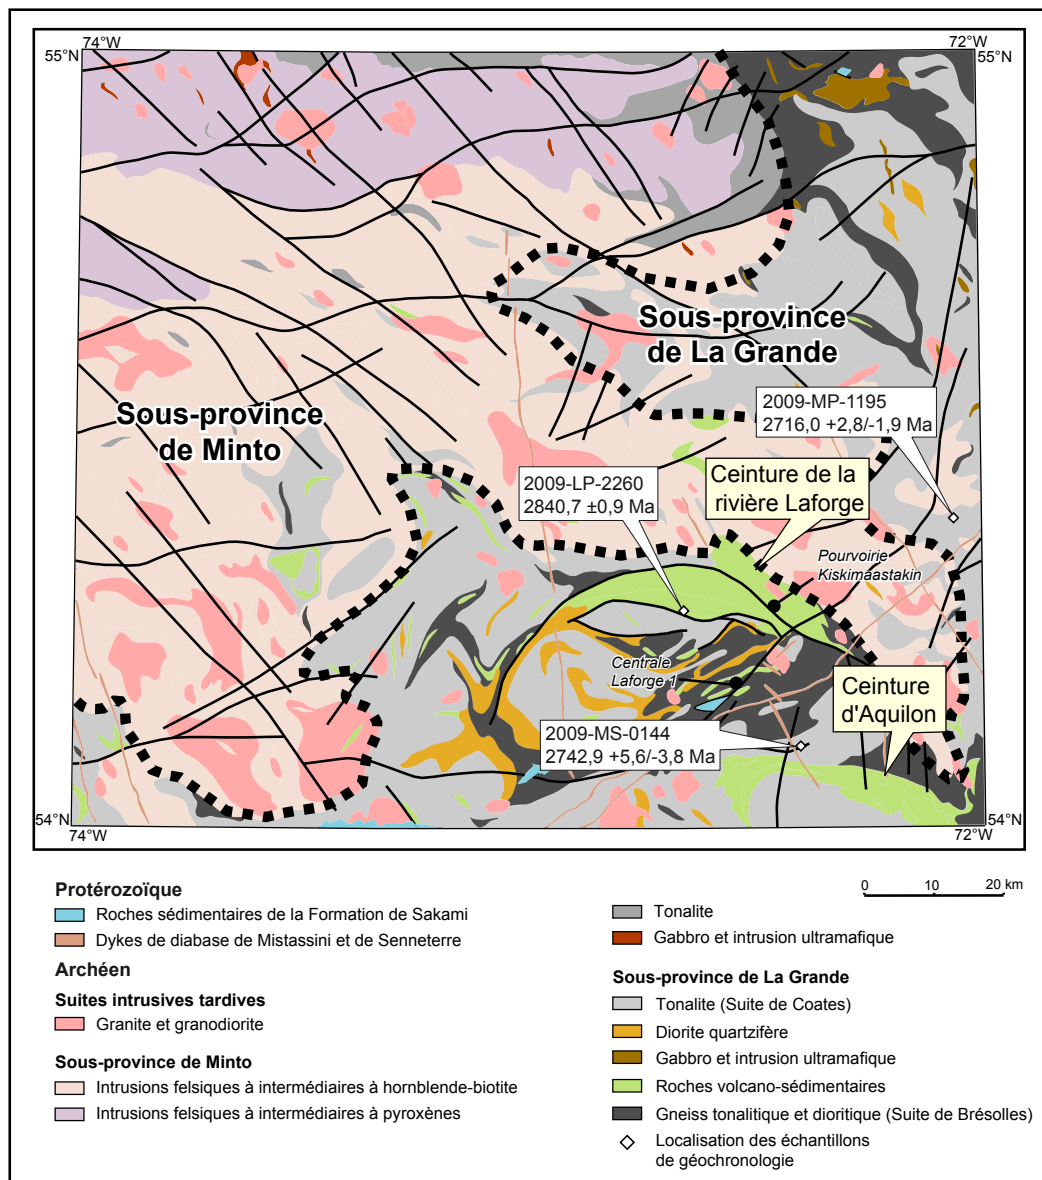 74°W
72°W
55°N
55°N
Sous-province
de La Grande
Sous-province
de Minto
2009-MP-1195
2716,0 +2,8/-1,9 Ma
2009-LP-2260
2840,7 ±0,9 Ma
Ceinture de la
rivière Laforge
Pourvoirie
Kiskimaastakin
Centrale
Laforge 1
Ceinture
d'Aquilon
2009-MS-0144
2742,9 +5,6/-3,8 Ma
54°N
54°N
74°W
72°W
Protérozoïque
Roches sédimentaires de la Formation de Sakami
Dykes de diabase de Mistassini et de Senneterre
Archéen
Suites intrusives tardives
Granite et granodiorite
Sous-province de Minto
Intrusions felsiques à intermédiaires à hornblende-biotite
Intrusions felsiques à intermédiaires à pyroxènes
0 10 20 km
Tonalite
Gabbro et intrusion ultramafique
Sous-province de La Grande
Tonalite (Suite de Coates)
Diorite quartzifère
Gabbro et intrusion ultramafique
Roches volcano-sédimentaires
Gneiss tonalitique et dioritique (Suite de Brésolles)
Localisation des échantillons
de géochronologie